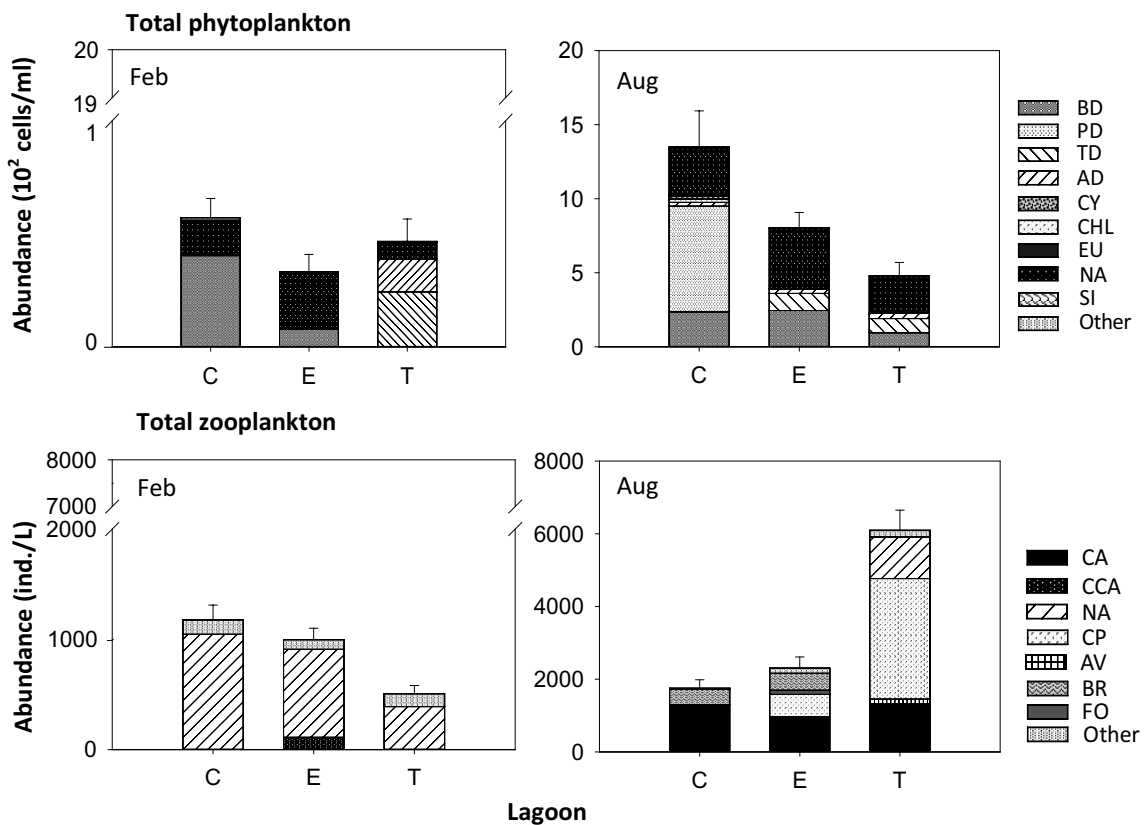 Total phytoplankton
Abundance (10² cells/ml)
20
19
1
0
Feb
C E T
20
15
10
5
0
Aug
C E T
BD
PD
TD
AD
CY
CHL
EU
NA
SI
Other
Total zooplankton
Abundance (ind./L)
8000
7000
2000
1000
0
Feb
C E T
8000
6000
4000
2000
0
Aug
C E T
CA
CCA
NA
CP
AV
BR
FO
Other
Lagoon